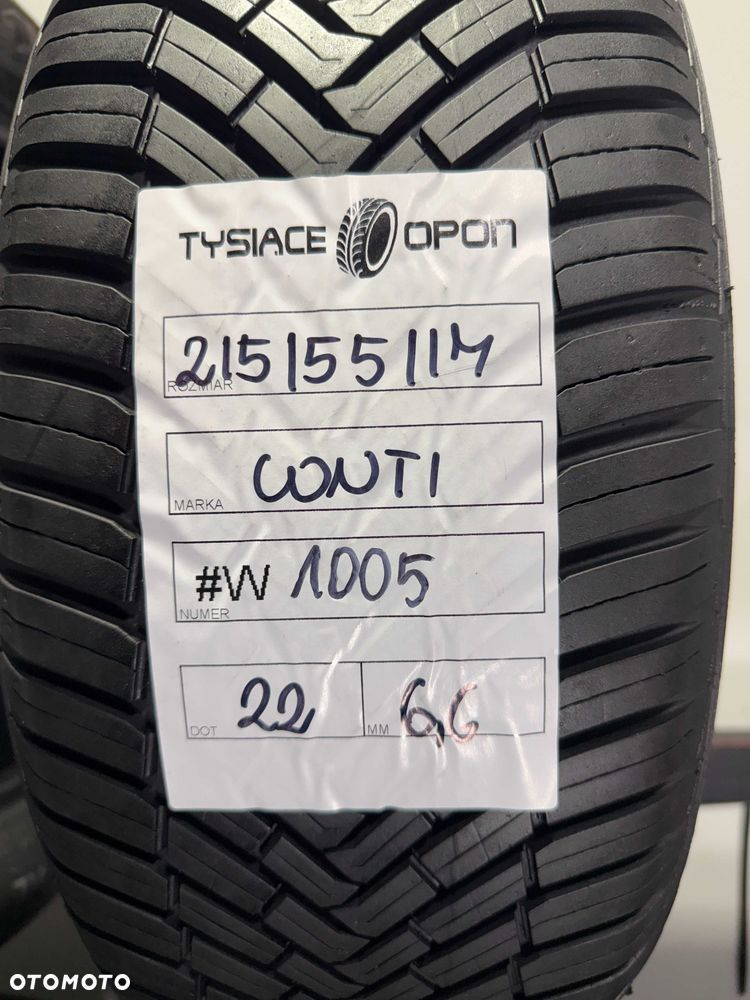 TYSIACE OPON
215/55/17
ROZMIAR
CONTI
MARKA
#W 1005
NUMER
22
DOT
6,6
MM
OTOMOTO